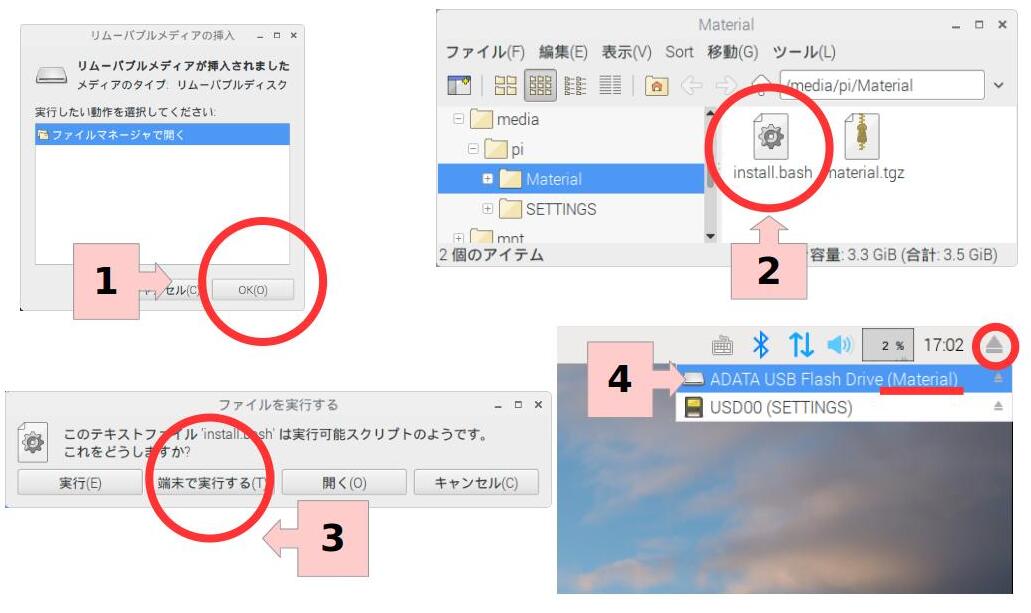 リムーバブルメディアの挿入
リムーバブルメディアが挿入されました
メディアのタイプ: リムーバブルディスク
実行したい動作を選択してください:
ファイルマネージャで開く
1
セル(C)
OK(O)
Material
ファイル(F) 編集(E) 表示(V) Sort 移動(G) ツール(L)
/media/pi/Material
media
pi
Material
SETTINGS
mnt
install.bash
material.tgz
2 個のアイテム
容量: 3.3 GiB (合計: 3.5 GiB)
2
ファイルを実行する
このテキストファイル 'install.bash' は実行可能スクリプトのようです。
これをどうしますか?
実行(E)
端末で実行する(T)
開く(O)
キャンセル(C)
3
2 %
17:02
4
ADATA USB Flash Drive (Material)
USD00 (SETTINGS)